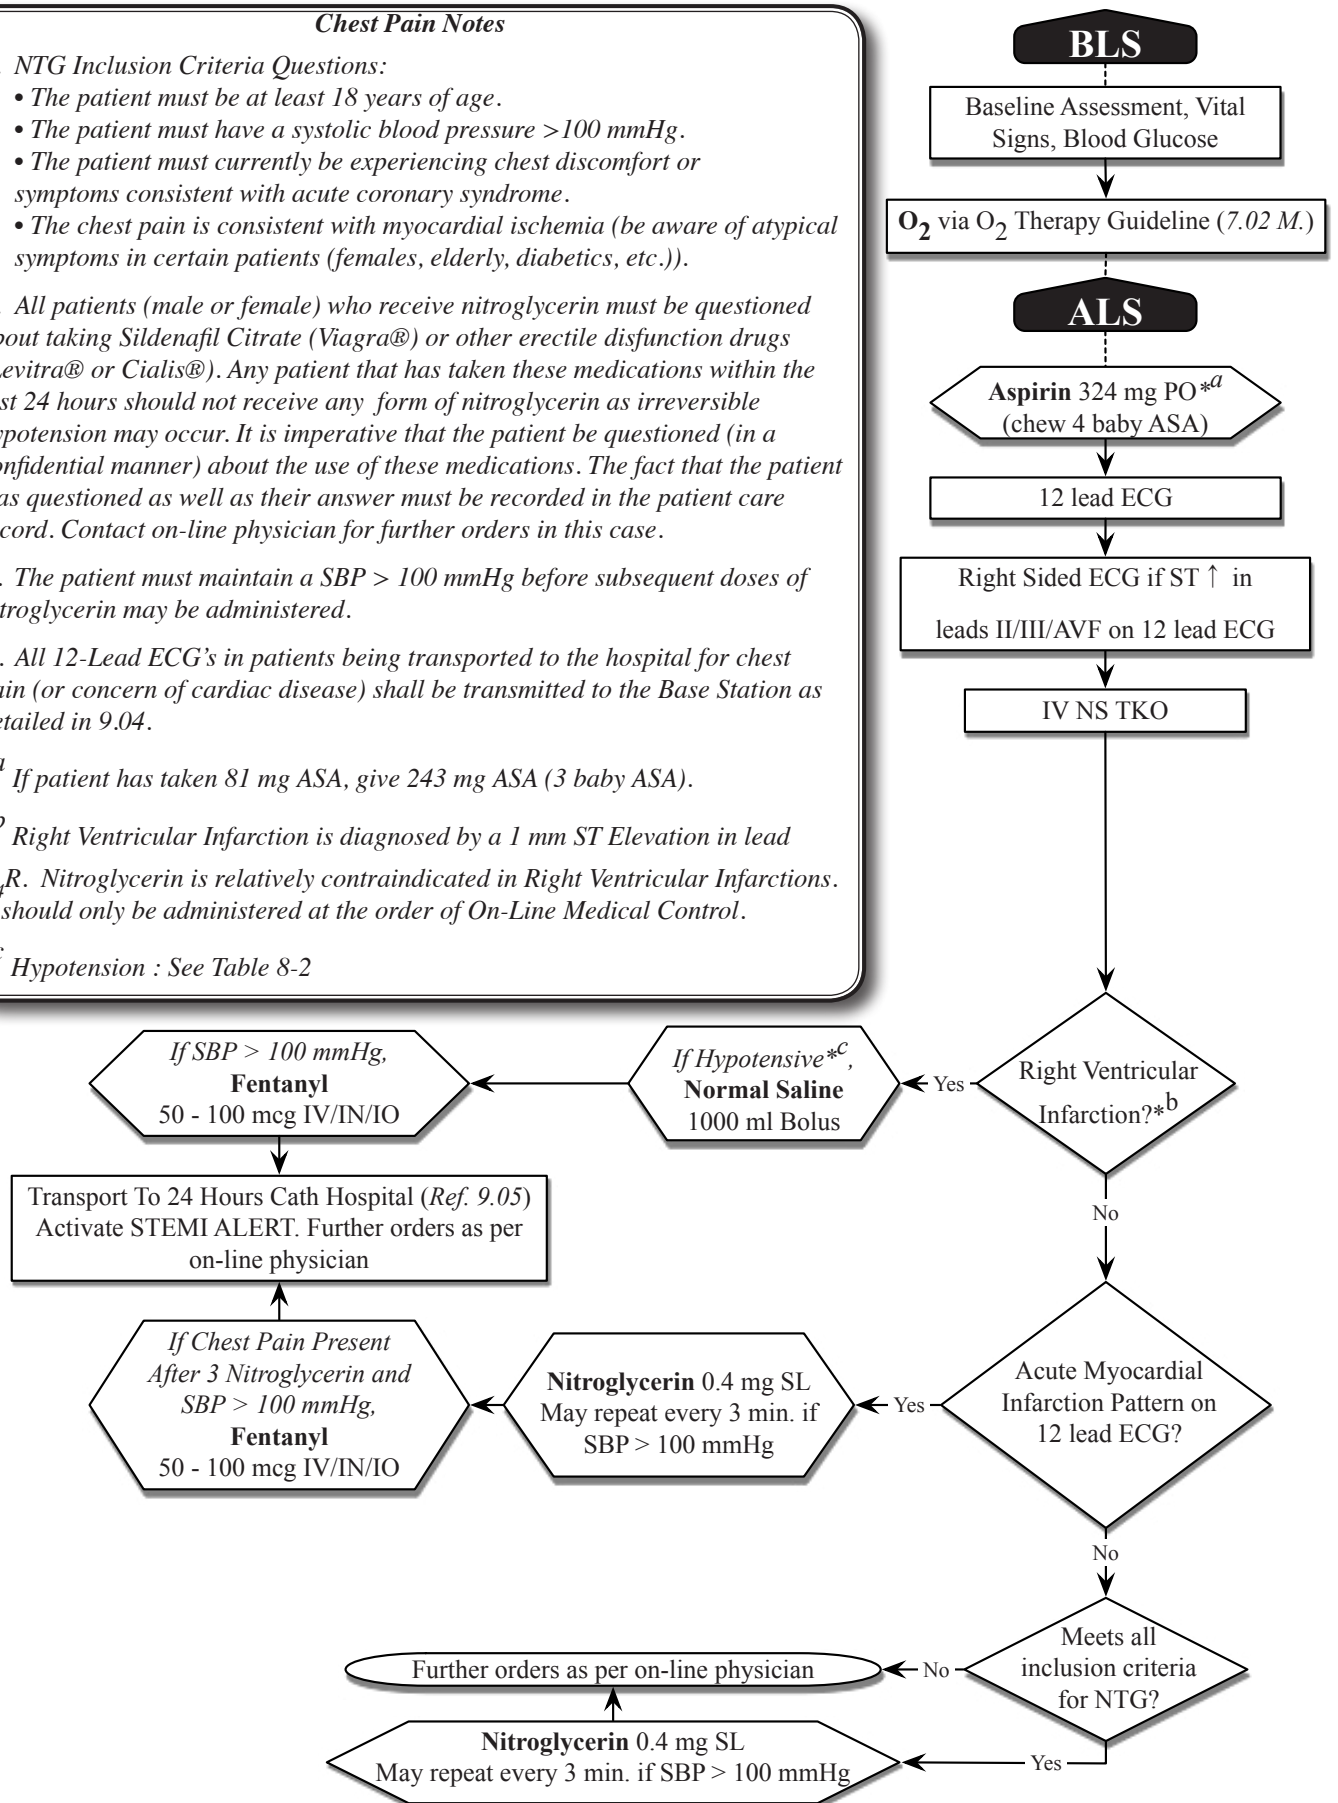 Chest Pain Notes
NTG Inclusion Criteria Questions:
• The patient must be at least 18 years of age.
• The patient must have a systolic blood pressure >100 mmHg.
• The patient must currently be experiencing chest discomfort or
symptoms consistent with acute coronary syndrome.
• The chest pain is consistent with myocardial ischemia (be aware of atypical
symptoms in certain patients (females, elderly, diabetics, etc.)).
. All patients (male or female) who receive nitroglycerin must be questioned
bout taking Sildenafil Citrate (Viagra®) or other erectile disfunction drugs
evitra® or Cialis®). Any patient that has taken these medications within the
st 24 hours should not receive any form of nitroglycerin as irreversible
ypotension may occur. It is imperative that the patient be questioned (in a
onfidential manner) about the use of these medications. The fact that the patient
as questioned as well as their answer must be recorded in the patient care
cord. Contact on-line physician for further orders in this case.
. The patient must maintain a SBP > 100 mmHg before subsequent doses of
troglycerin may be administered.
. All 12-Lead ECG's in patients being transported to the hospital for chest
ain (or concern of cardiac disease) shall be transmitted to the Base Station as
etailed in 9.04.
a If patient has taken 81 mg ASA, give 243 mg ASA (3 baby ASA).
Right Ventricular Infarction is diagnosed by a 1 mm ST Elevation in lead
R. Nitroglycerin is relatively contraindicated in Right Ventricular Infarctions.
should only be administered at the order of On-Line Medical Control.
Hypotension : See Table 8-2
BLS
Baseline Assessment, Vital
Signs, Blood Glucose
O2 via O2 Therapy Guideline (7.02 M.)
ALS
Aspirin 324 mg PO*a
(chew 4 baby ASA)
12 lead ECG
Right Sided ECG if ST ↑ in
leads II/III/AVF on 12 lead ECG
IV NS TKO
Right Ventricular
Infarction?*b
Yes
If Hypotensive*c,
Normal Saline
1000 ml Bolus
If SBP > 100 mmHg,
Fentanyl
50 - 100 mcg IV/IN/IO
Transport To 24 Hours Cath Hospital (Ref. 9.05)
Activate STEMI ALERT. Further orders as per
on-line physician
No
Acute Myocardial
Infarction Pattern on
12 lead ECG?
Yes
Nitroglycerin 0.4 mg SL
May repeat every 3 min. if
SBP > 100 mmHg
If Chest Pain Present
After 3 Nitroglycerin and
SBP > 100 mmHg,
Fentanyl
50 - 100 mcg IV/IN/IO
No
Meets all
inclusion criteria
for NTG?
No
Further orders as per on-line physician
Yes
Nitroglycerin 0.4 mg SL
May repeat every 3 min. if SBP > 100 mmHg